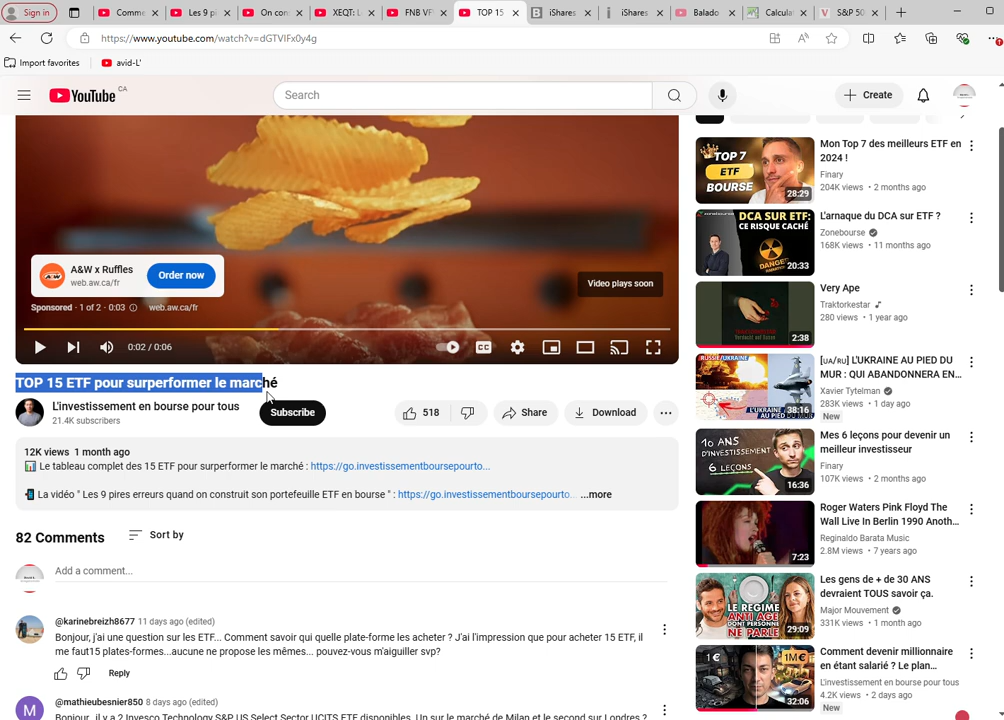 Sign in
Comme
Les 9 pi
On cons
XEQT: L
FNB VF
TOP 15
iShares
iShares
Balado
Calcula
S&P 50
https://www.youtube.com/watch?v=dGTVIFx0y4g
Import favorites
avid-L'
YouTube CA
Search
Create
A&W x Ruffles
web.aw.ca/fr
Order now
Sponsored · 1 of 2 · 0:03
web.aw.ca/fr
Video plays soon
0:02 / 0:06
TOP 15 ETF pour surperformer le marché
L'investissement en bourse pour tous
21.4K subscribers
Subscribe
518
Share
Download
12K views 1 month ago
Le tableau complet des 15 ETF pour surperformer le marché : https://go.investissementboursepourto...
La vidéo " Les 9 pires erreurs quand on construit son portefeuille ETF en bourse " : https://go.investissementboursepourto... ...more
82 Comments
Sort by
Add a comment...
@karinebreizh8677 11 days ago (edited)
Bonjour, j'ai une question sur les ETF... Comment savoir qui quelle plate-forme les acheter ? J'ai l'impression que pour acheter 15 ETF, il
me faut15 plates-formes...aucune ne propose les mêmes... pouvez-vous m'aiguiller svp?
Reply
M
@mathieubesnier850 8 days ago (edited)
Bonjour, il y a 2 Invesco Technology S&P US Select Sector UCITS ETF disponibles. Un sur le marché de Milan et le second sur Londres ?
TOP 7
ETF
BOURSE
28:29
Mon Top 7 des meilleurs ETF en
2024 !
Finary
204K views • 2 months ago
zonebourse
DCA SUR ETF:
CE RISQUE CACHÉ
DANGER
20:33
L'arnaque du DCA sur ETF ?
Zonebourse
168K views • 11 months ago
2:38
Very Ape
Traktorkestar
280 views • 1 year ago
RUSSIE/UKRAINE
L'UKRAINE AU PIED DU
38:16
[UA/RU] L'UKRAINE AU PIED DU
MUR : QUI ABANDONNERA EN...
Xavier Tytelman
283K views • 1 day ago
New
10 ANS
D'INVESTISSEMENT
6 LEÇONS
16:36
Mes 6 leçons pour devenir un
meilleur investisseur
Finary
107K views • 2 months ago
7:23
Roger Waters Pink Floyd The
Wall Live In Berlin 1990 Anoth...
Reginaldo Barata Music
2.8M views • 7 years ago
LE RÉGIME
ANTI ÂGE
DONT PERSONNE
NE PARLE
29:09
Les gens de + de 30 ANS
devraient TOUS savoir ça.
Major Mouvement
331K views • 1 month ago
1€
1M€
32:06
Comment devenir millionnaire
en étant salarié ? Le plan...
L'investissement en bourse pour tous
4.2K views • 2 days ago
New